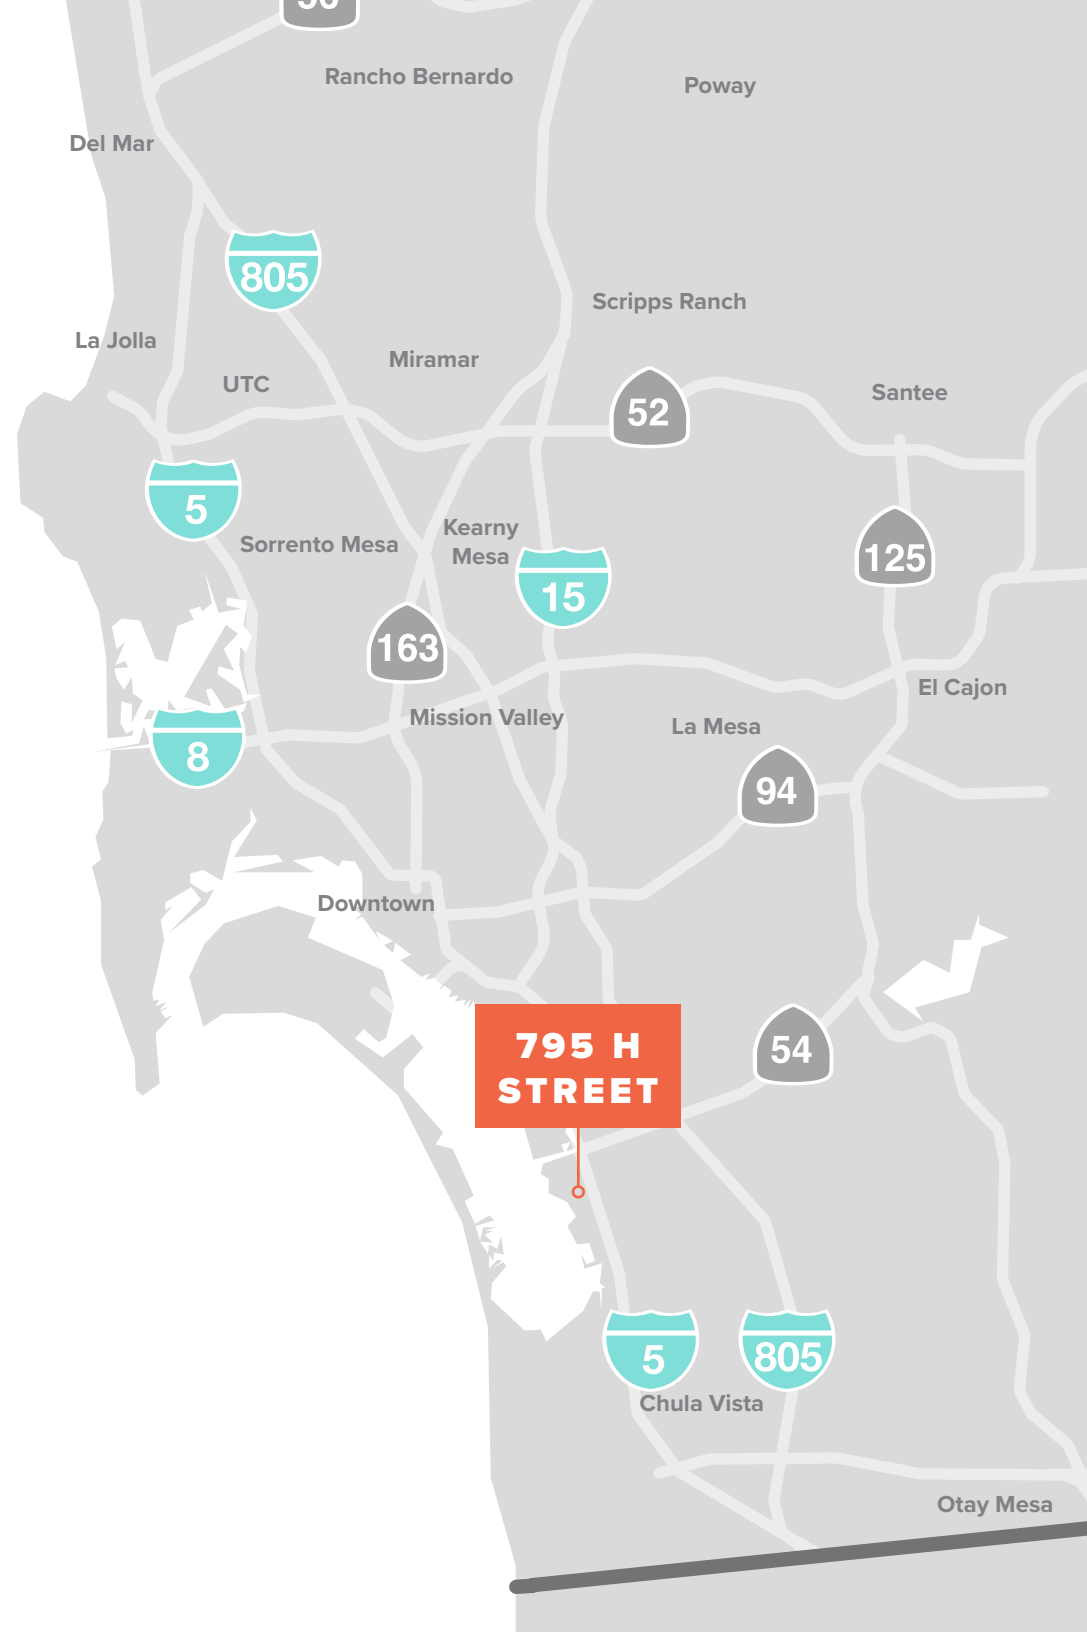 Rancho Bernardo
Poway
Del Mar
805
Scripps Ranch
La Jolla
Miramar
UTC
52
Santee
5
Kearny
Mesa
Sorrento Mesa
125
15
163
El Cajon
Mission Valley
La Mesa
8
94
Downtown
795 H
STREET
54
5
805
Chula Vista
Otay Mesa